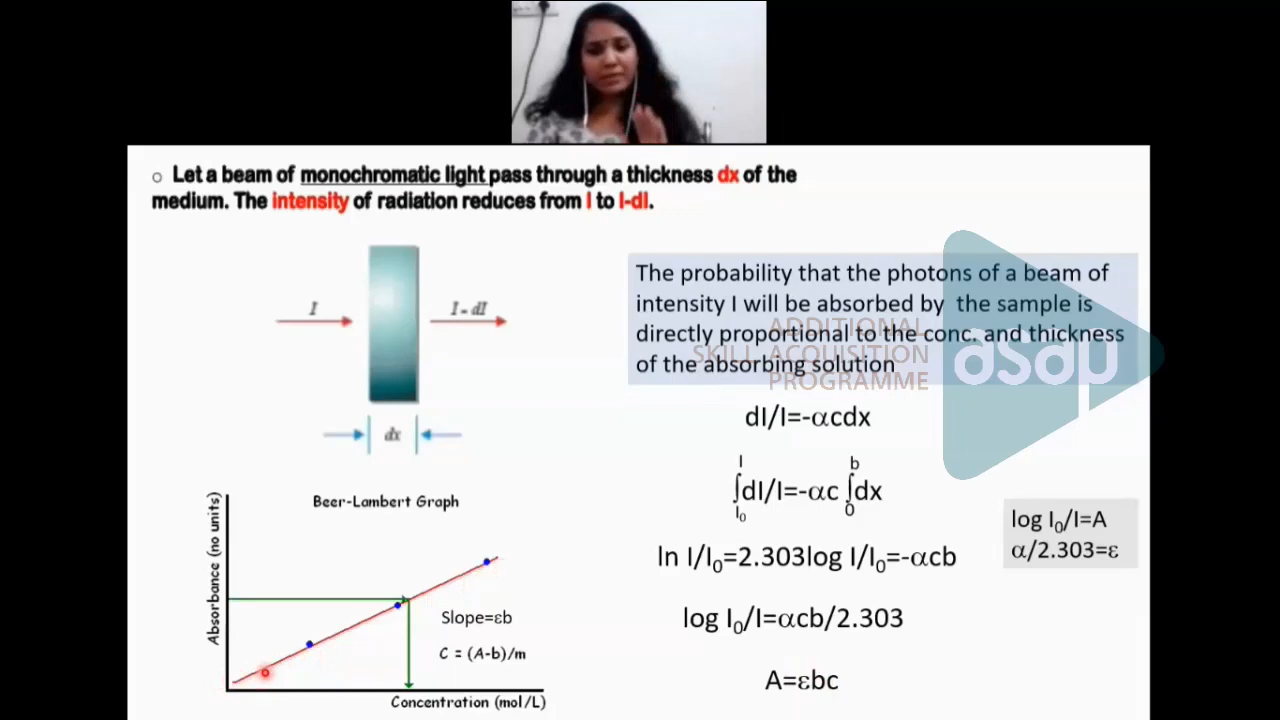 ○ Let a beam of monochromatic light pass through a thickness dx of the
medium. The intensity of radiation reduces from I to I-dI.
I
I - dI
dx
The probability that the photons of a beam of
intensity I will be absorbed by the sample is
directly proportional to the conc. and thickness
of the absorbing solution
ADDITIONAL
SKILL ACQUISITION
PROGRAMME
asap
dI/I=-αcdx
∫ᴵI₀ dI/I=-αc ∫ᵇ₀ dx
ln I/I₀=2.303log I/I₀=-αcb
log I₀/I=αcb/2.303
A=εbc
log I₀/I=A
α/2.303=ε
Beer-Lambert Graph
Absorbance (no units)
Slope=εb
C = (A-b)/m
Concentration (mol/L)